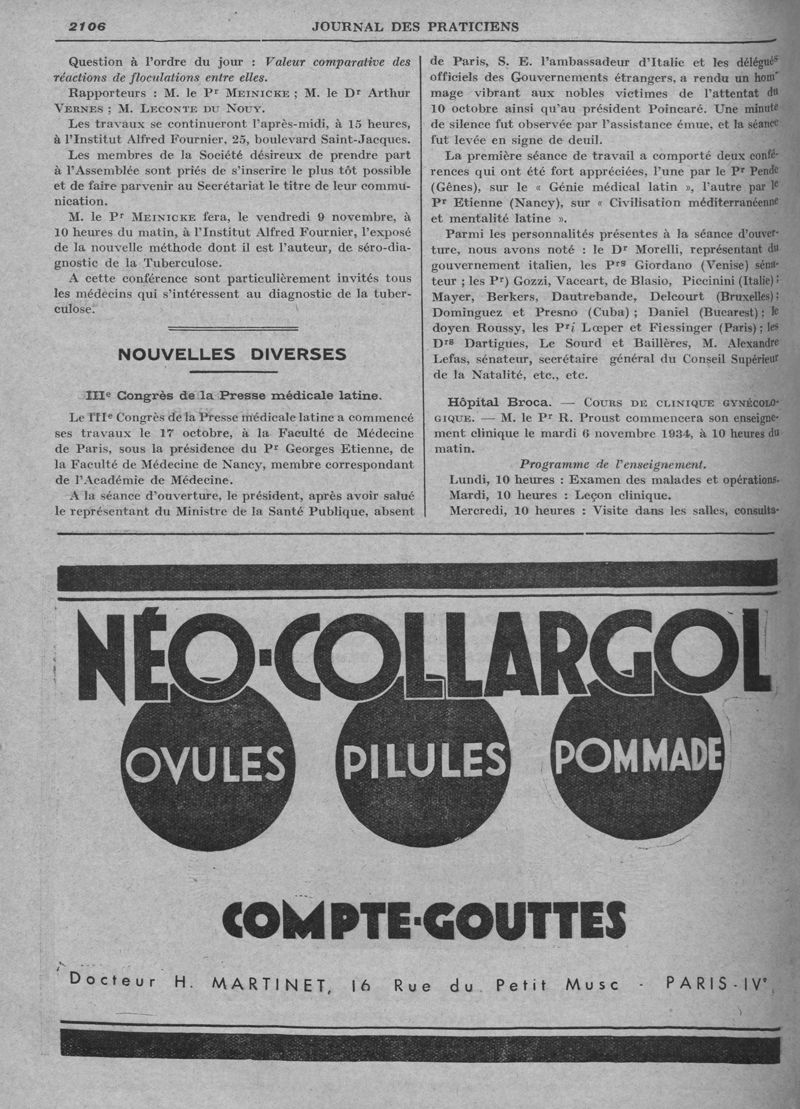 2106
JOURNAL DES PRATICIENS
Question à l'ordre du jour : Valeur comparative des
réactions de floculations entre elles.
Rapporteurs : M. le Pr MEINICKE ; M. le Dr Arthur
VERNES ; M. LECONTE DU NOUY.
Les travaux se continueront l'après-midi, à 15 heures,
à l'Institut Alfred Fournier, 25, boulevard Saint-Jacques.
Les membres de la Société désireux de prendre part
à l'Assemblée sont priés de s'inscrire le plus tôt possible
et de faire parvenir au Secrétariat le titre de leur commu-
nication.
M. le Pr MEINICKE fera, le vendredi 9 novembre, à
10 heures du matin, à l'Institut Alfred Fournier, l'exposé
de la nouvelle méthode dont il est l'auteur, de séro-dia-
gnostic de la Tuberculose.
A cette conférence sont particulièrement invités tous
les médecins qui s'intéressent au diagnostic de la tuber-
culose.
NOUVELLES DIVERSES
IIIe Congrès de la Presse médicale latine.
Le IIIe Congrès de la Presse médicale latine a commencé
ses travaux le 17 octobre, à la Faculté de Médecine
de Paris, sous la présidence du Pr Georges Etienne, de
la Faculté de Médecine de Nancy, membre correspondant
de l'Académie de Médecine.
A la séance d'ouverture, le président, après avoir salué
le représentant du Ministre de la Santé Publique, absent
de Paris, S. E. l'ambassadeur d'Italie et les délégués
officiels des Gouvernements étrangers, a rendu un hom-
mage vibrant aux nobles victimes de l'attentat du
10 octobre ainsi qu'au président Poincaré. Une minute
de silence fut observée par l'assistance émue, et la séance
fut levée en signe de deuil.
La première séance de travail a comporté deux confé-
rences qui ont été fort appréciées, l'une par le Pr Pende
(Gênes), sur le « Génie médical latin », l'autre par le
Pr Etienne (Nancy), sur « Civilisation méditerranéenne
et mentalité latine ».
Parmi les personnalités présentes à la séance d'ouver-
ture, nous avons noté : le Dr Morelli, représentant du
gouvernement italien, les Prs Giordano (Venise) séna-
teur ; les Pr) Gozzi, Vaccart, de Blasio, Piccinini (Italie) ;
Mayer, Berkers, Dautrebande, Delcourt (Bruxelles) ;
Dominguez et Presno (Cuba) ; Daniel (Bucarest) ; le
doyen Roussy, les Pri Lœper et Fiessinger (Paris) ; les
Drs Dartigues, Le Sourd et Baillères, M. Alexandre
Lefas, sénateur, secrétaire général du Conseil Supérieur
de la Natalité, etc., etc.
Hôpital Broca. — COURS DE CLINIQUE GYNÉCOLO-
GIQUE. — M. le Pr R. Proust commencera son enseigne-
ment clinique le mardi 6 novembre 1934, à 10 heures du
matin.
Programme de l'enseignement.
Lundi, 10 heures : Examen des malades et opérations.
Mardi, 10 heures : Leçon clinique.
Mercredi, 10 heures : Visite dans les salles, consulta-
NÉO-COLLARGOL
OVULES PILULES POMMADE
COMPTE-GOUTTES
Docteur H. MARTINET, 16 Rue du Petit Musc - PARIS-IVe